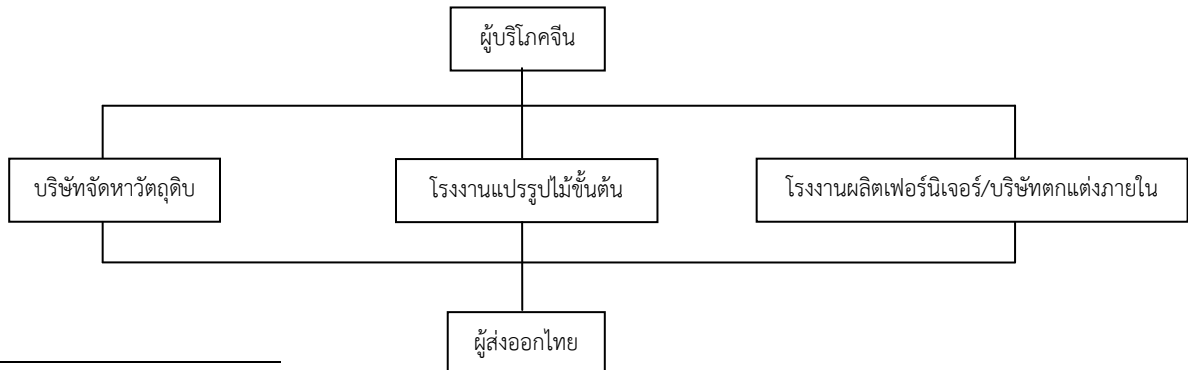 ผู้บริโภคจีน
บริษัทจัดหาวัตถุดิบ
โรงงานแปรรูปไม้ขั้นต้น
โรงงานผลิตเฟอร์นิเจอร์/บริษัทตกแต่งภายใน
ผู้ส่งออกไทย